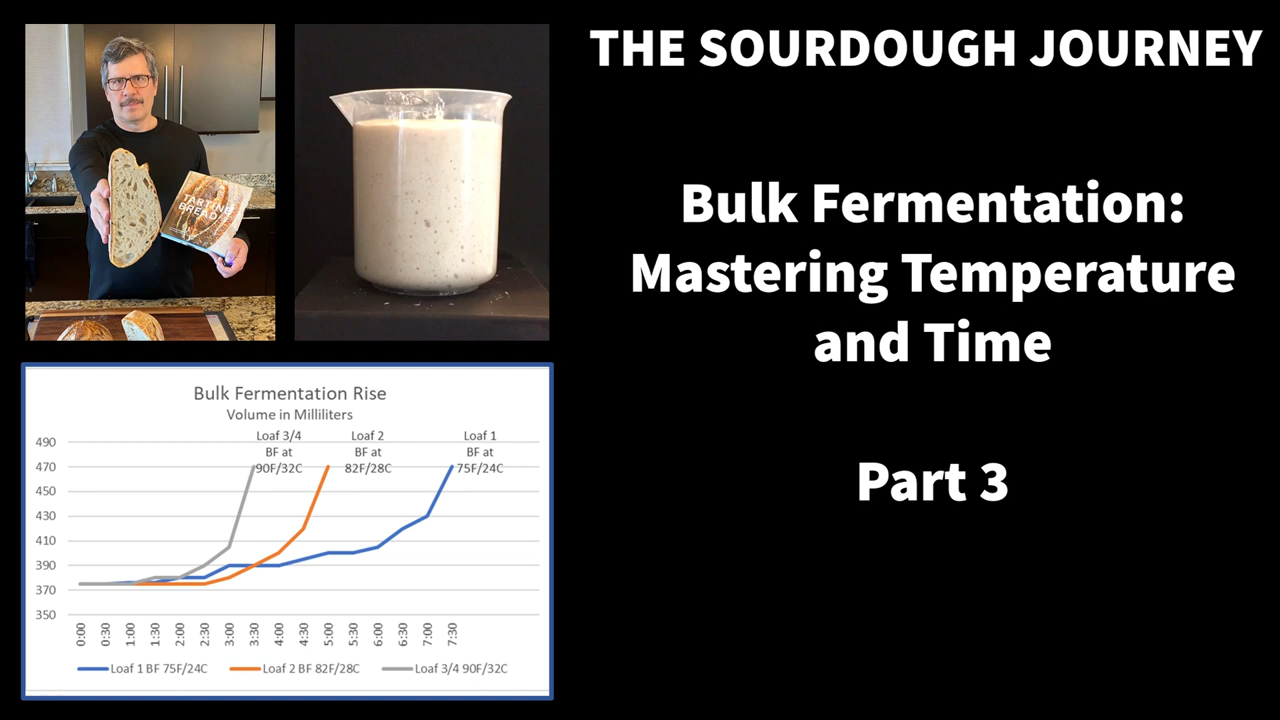 THE SOURDOUGH JOURNEY
Bulk Fermentation:
Mastering Temperature
and Time
Part 3
TARTINE
BREAD
Bulk Fermentation Rise
Volume in Milliliters
Loaf 3/4
BF at
90F/32C
Loaf 2
BF at
82F/28C
Loaf 1
BF at
75F/24C
490
470
450
430
410
390
370
350
0:00
0:30
1:00
1:30
2:00
2:30
3:00
3:30
4:00
4:30
5:00
5:30
6:00
6:30
7:00
7:30
Loaf 1 BF 75F/24C
Loaf 2 BF 82F/28C
Loaf 3/4 90F/32C